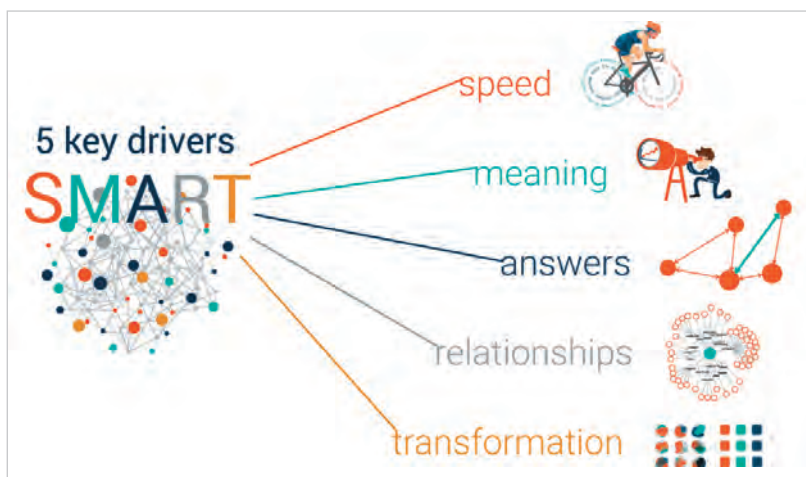 5 key drivers
SMART
speed
meaning
answers
relationships
transformation